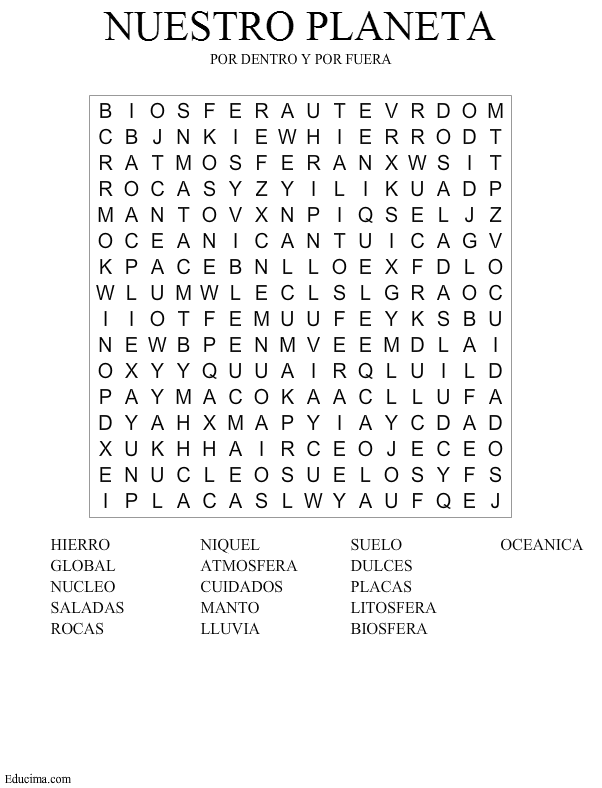 NUESTRO PLANETA
POR DENTRO Y POR FUERA
B I O S F E R A U T E V R D O M
C B J N K I E W H I E R R O D T
R A T M O S F E R A N X W S I T
R O C A S Y Z Y I L I K U A D P
M A N T O V X N P I Q S E L J Z
O C E A N I C A N T U I C A G V
K P A C E B N L L O E X F D L O
W L U M W L E C L S L G R A O C
I I O T F E M U U F E Y K S B U
N E W B P E N M V E E M D L A I
O X Y Y Q U U A I R Q L U I L D
P A Y M A C O K A A C L L U F A
D Y A H X M A P Y I A Y C D A D
X U K H H A I R C E O J E C E O
E N U C L E O S U E L O S Y F S
I P L A C A S L W Y A U F Q E J
HIERRO NIQUEL SUELO OCEANICA
GLOBAL ATMOSFERA DULCES
NUCLEO CUIDADOS PLACAS
SALADAS MANTO LITOSFERA
ROCAS LLUVIA BIOSFERA
Educima.com